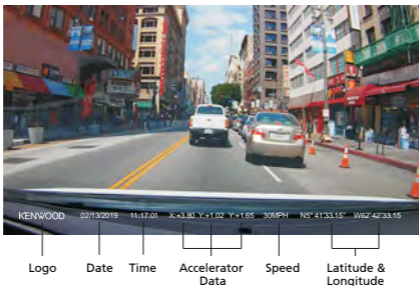 KENWOOD 02/13/2019 11:17:01 X:+3.80 Y:+1.02 Y:+1.65 30MPH N5°41'33.15" W62°42'33.15
Logo Date Time Accelerator Data Speed Latitude & Longitude